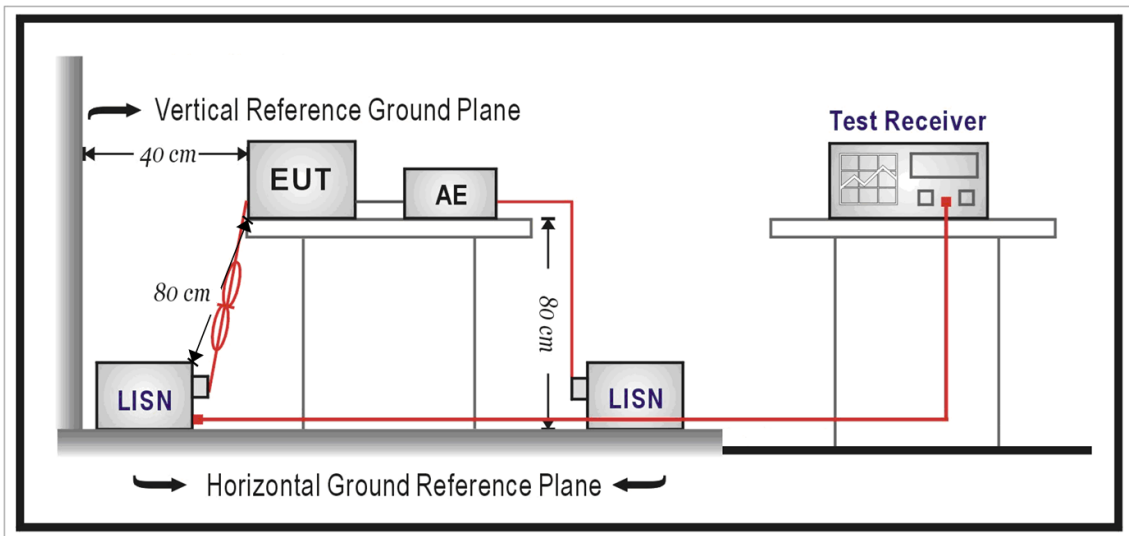 Vertical Reference Ground Plane
40 cm
EUT
AE
Test Receiver
80 cm
80 cm
LISN
LISN
Horizontal Ground Reference Plane